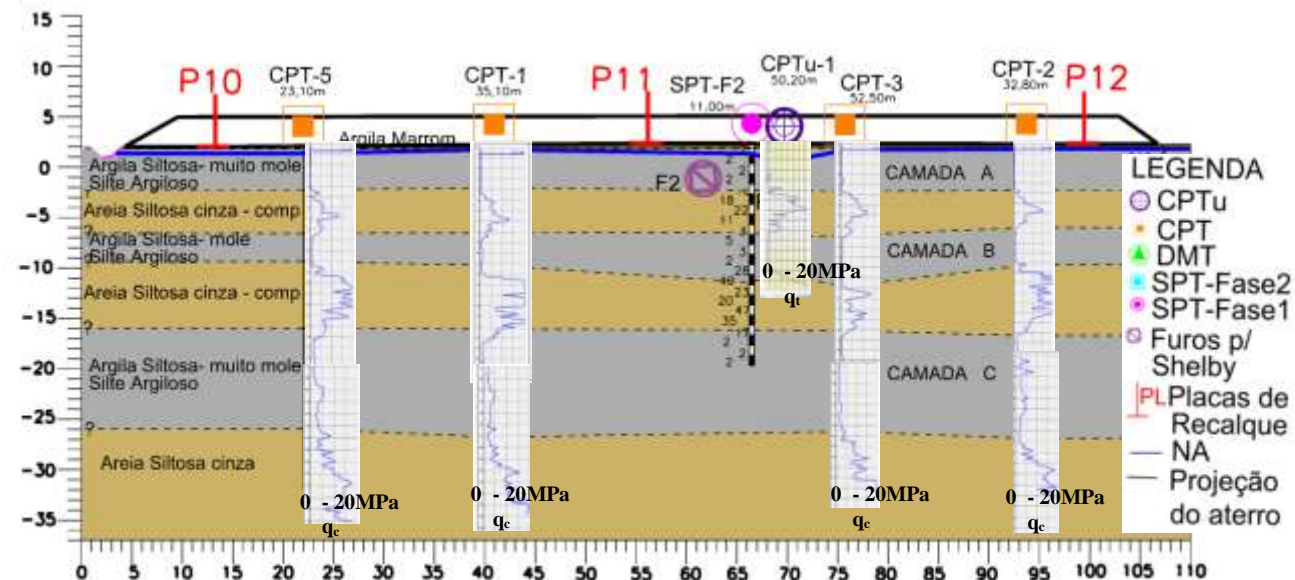 15
10
5
0
-5
-10
-15
-20
-25
-30
-35
P10
CPT-5
23,10m
CPT-1
35,10m
P11
SPT-F2
11,00m
CPTu-1
50,20m
CPT-3
52,50m
CPT-2
32,80m
P12
Argila Marrom
Argila Siltosa- muito mole
Silte Argiloso
F2
CAMADA A
Areia Siltosa cinza - comp
?
Argila Siltosa- mole
Silte Argiloso
CAMADA B
?
Areia Siltosa cinza - comp
0 - 20MPa
qt
?
Argila Siltosa- muito mole
Silte Argiloso
CAMADA C
?
Areia Siltosa cinza
0 - 20MPa
qc
0 - 20MPa
qc
0 - 20MPa
qc
0 - 20MPa
qc
LEGENDA
CPTu
CPT
DMT
SPT-Fase2
SPT-Fase1
Furos p/
Shelby
PL Placas de
Recalque
NA
Projeção
do aterro
0 5 10 15 20 25 30 35 40 45 50 55 60 65 70 75 80 85 90 95 100 105 110